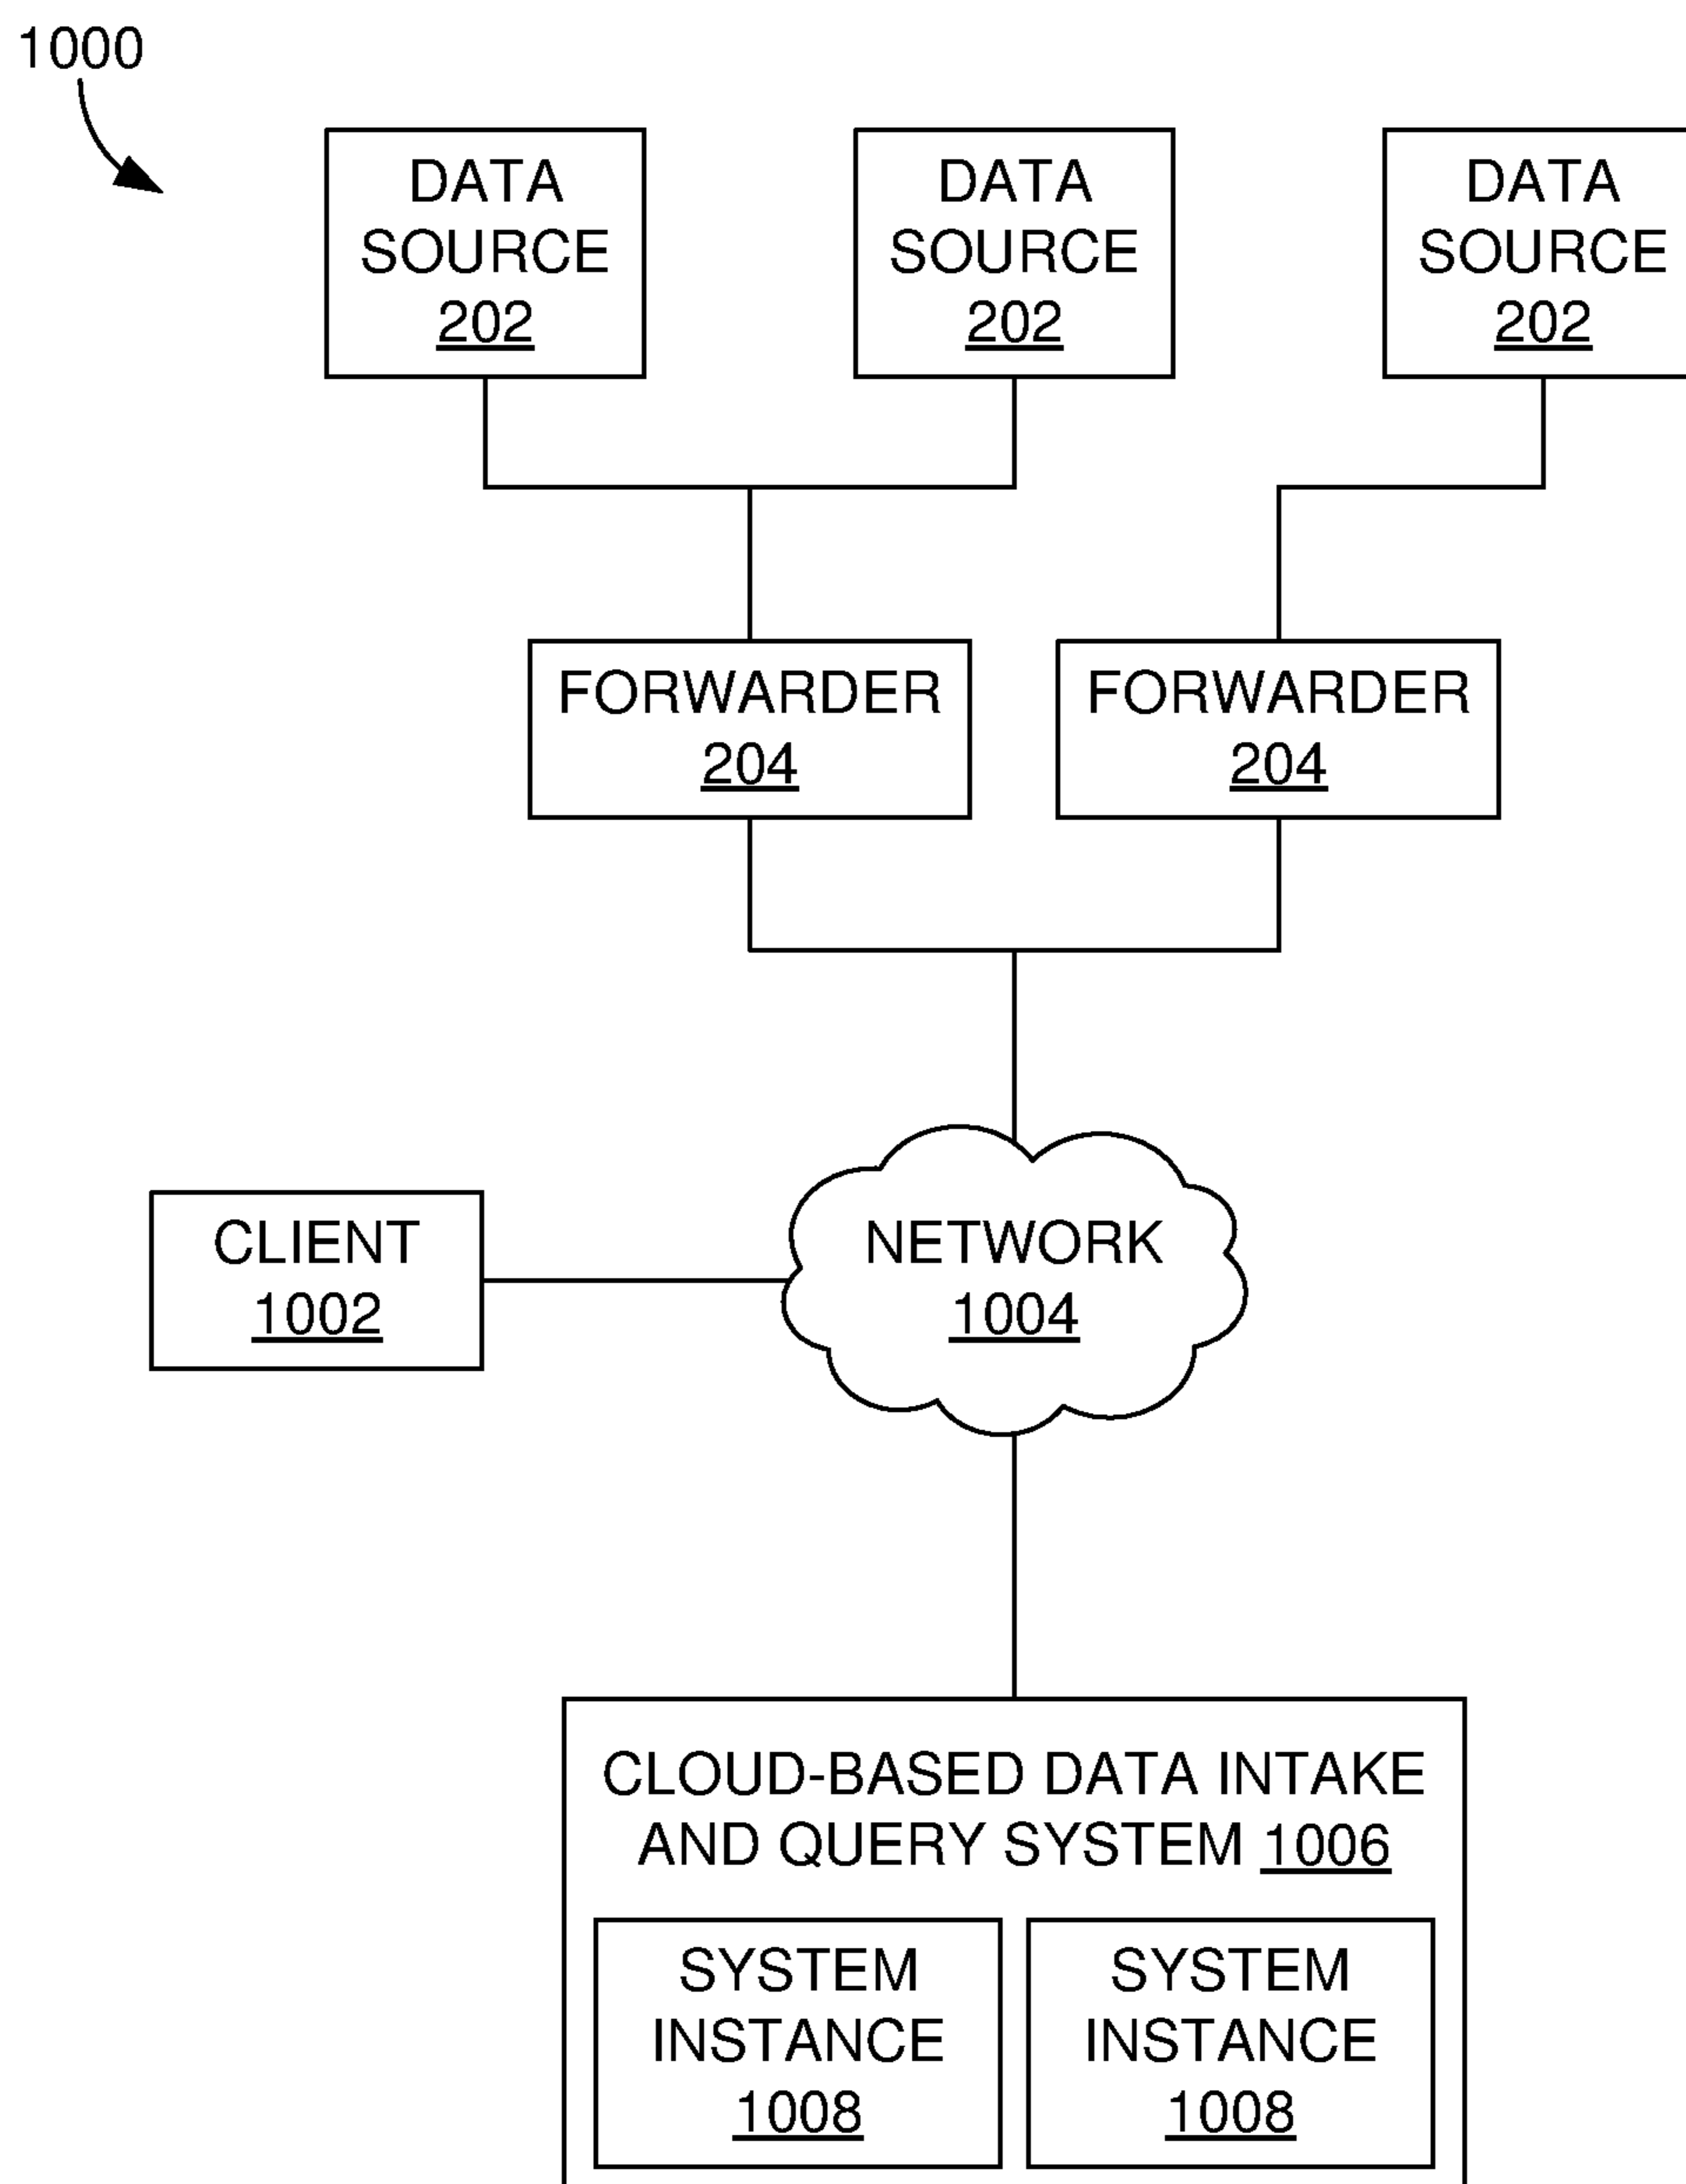 1000
DATA
SOURCE
202
DATA
SOURCE
202
DATA
SOURCE
202
FORWARDER
204
FORWARDER
204
CLIENT
1002
NETWORK
1004
CLOUD-BASED DATA INTAKE
AND QUERY SYSTEM 1006
SYSTEM
INSTANCE
1008
SYSTEM
INSTANCE
1008